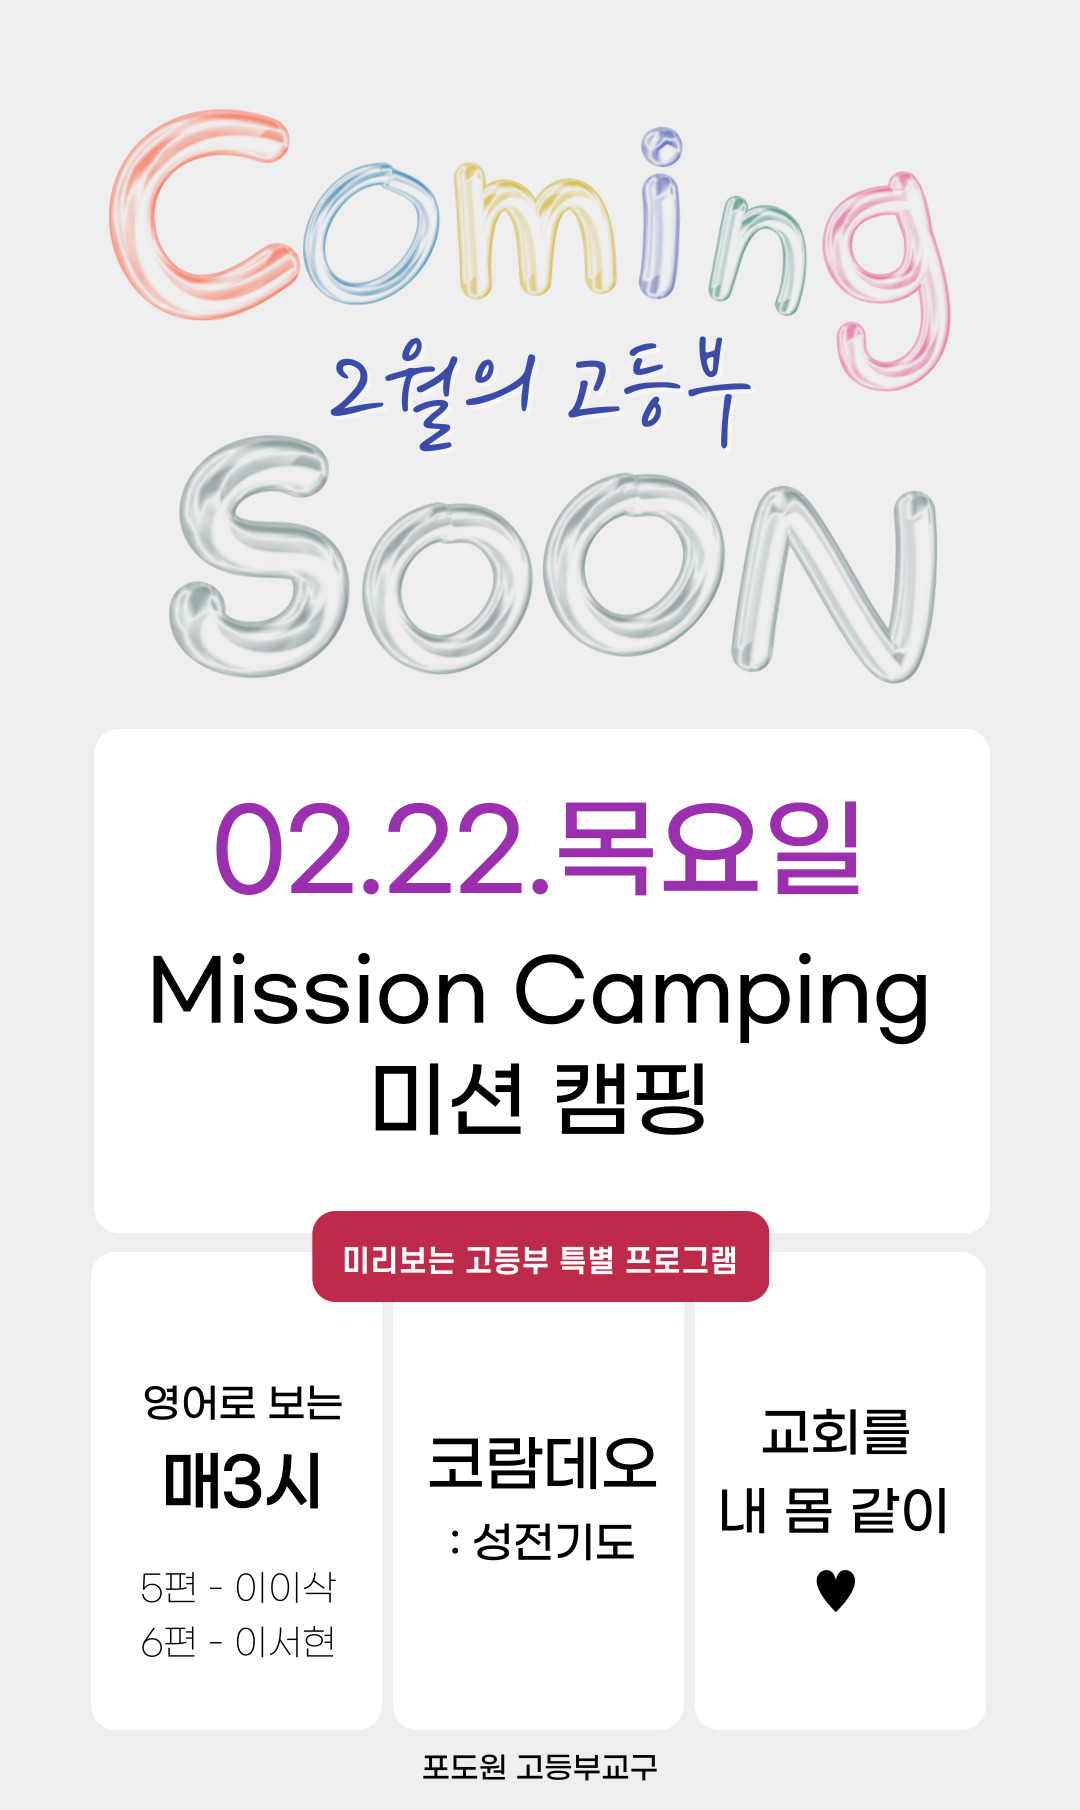 Coming
2월의 고등부
SOON
02.22.목요일
Mission Camping
미션 캠핑
미리보는 고등부 특별 프로그램
영어로 보는
매3시
5편 - 이이삭
6편 - 이서현
코람데오
: 성전기도
교회를
내 몸 같이
♥
포도원 고등부교구